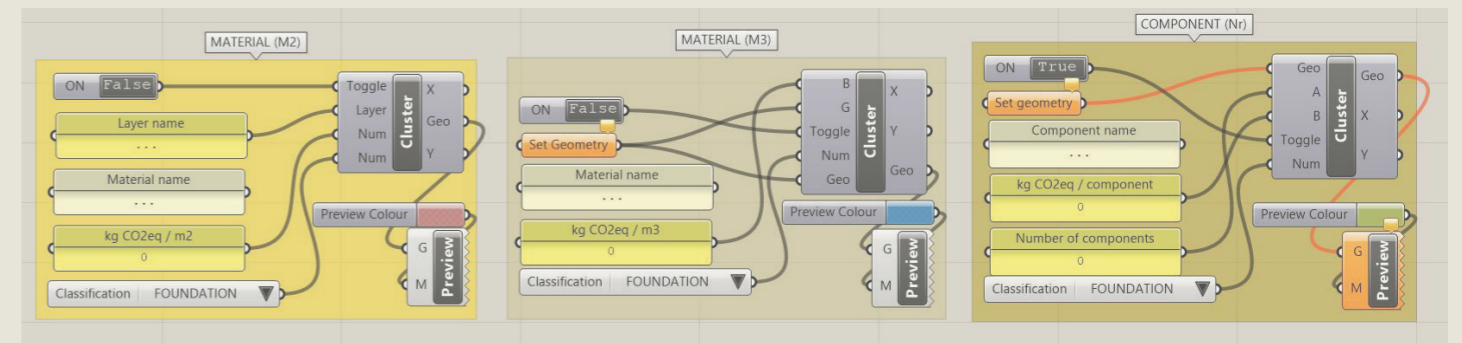 MATERIAL (M2)
ON False
Layer name
...
Material name
...
kg CO2eq / m2
0
Classification FOUNDATION
Toggle
Layer
Num
Num
Cluster
X
Geo
Y
Preview Colour
G
M
Preview
MATERIAL (M3)
ON False
Set Geometry
Material name
...
kg CO2eq / m3
0
Classification FOUNDATION
B
G
Toggle
Num
Geo
Cluster
X
Y
Geo
Preview Colour
G
M
Preview
COMPONENT (Nr)
ON True
Set geometry
Component name
...
kg CO2eq / component
0
Number of components
0
Classification FOUNDATION
Geo
A
B
Toggle
Num
Cluster
Geo
X
Y
Preview Colour
G
M
Preview